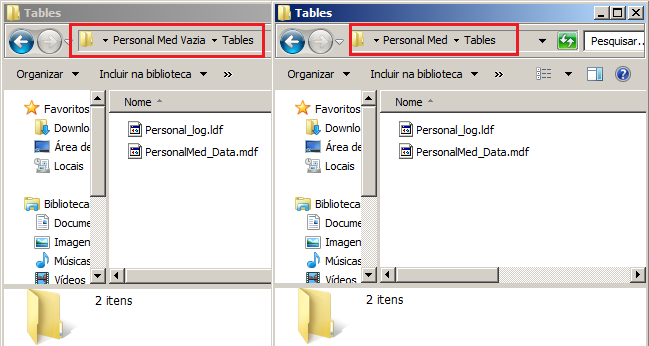 Tables
Personal Med Vazia Tables
Organizar Incluir na biblioteca »
Favoritos
Downlo
Área de
Locais
Biblioteca
Docume
Imagen
Músicas
Vídeos
Nome
Personal_log.ldf
PersonalMed_Data.mdf
2 itens
Tables
Personal Med Tables
Pesquisar...
Organizar Incluir na biblioteca »
Favoritos
Downlo
Área de
Locais
Biblioteca
Docume
Imagen
Músicas
Vídeos
Nome
Personal_log.ldf
PersonalMed_Data.mdf
2 itens